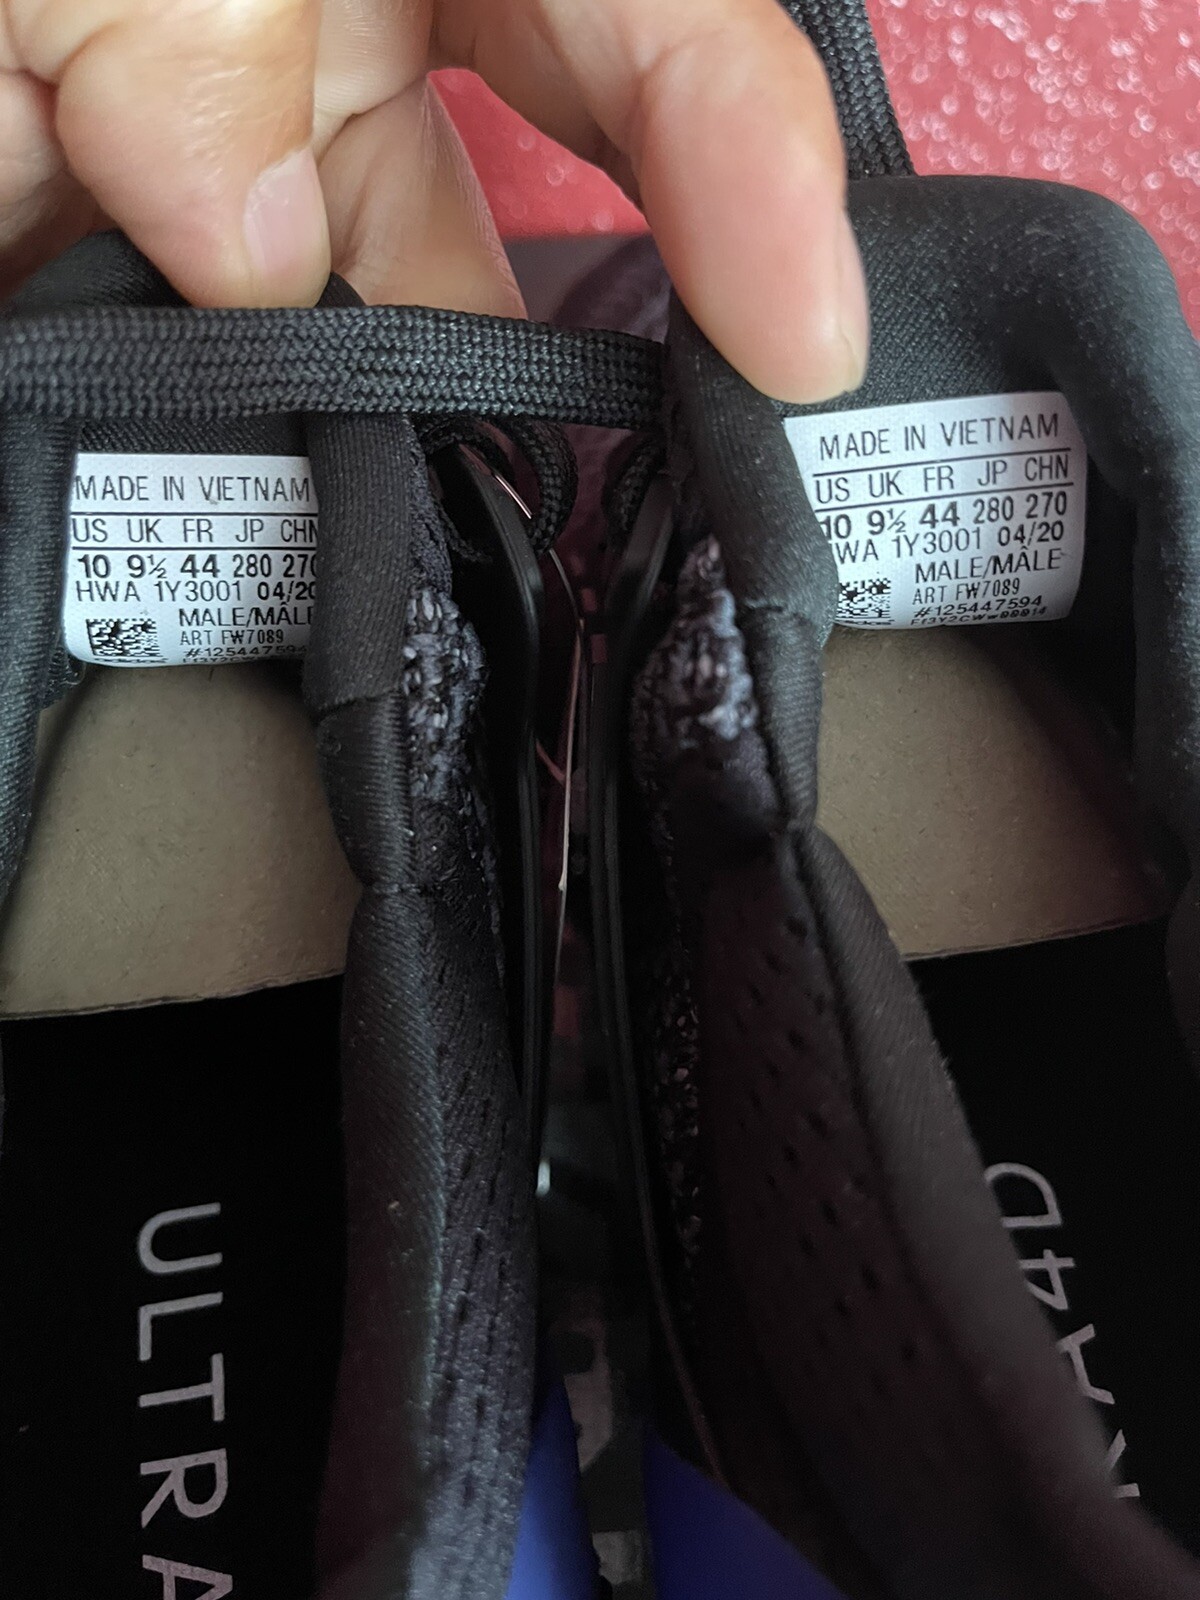 MADE IN VIETNAM
US UK FR JP CHN
10 9½ 44 280 270
HWA 1Y3001 04/20
MALE/MÂLE
ART FW7089
#125447594
MADE IN VIETNAM
US UK FR JP CHN
10 9½ 44 280 270
HWA 1Y3001 04/20
MALE/MÂLE
ART FW7089
#125447594
ULTRA
4D